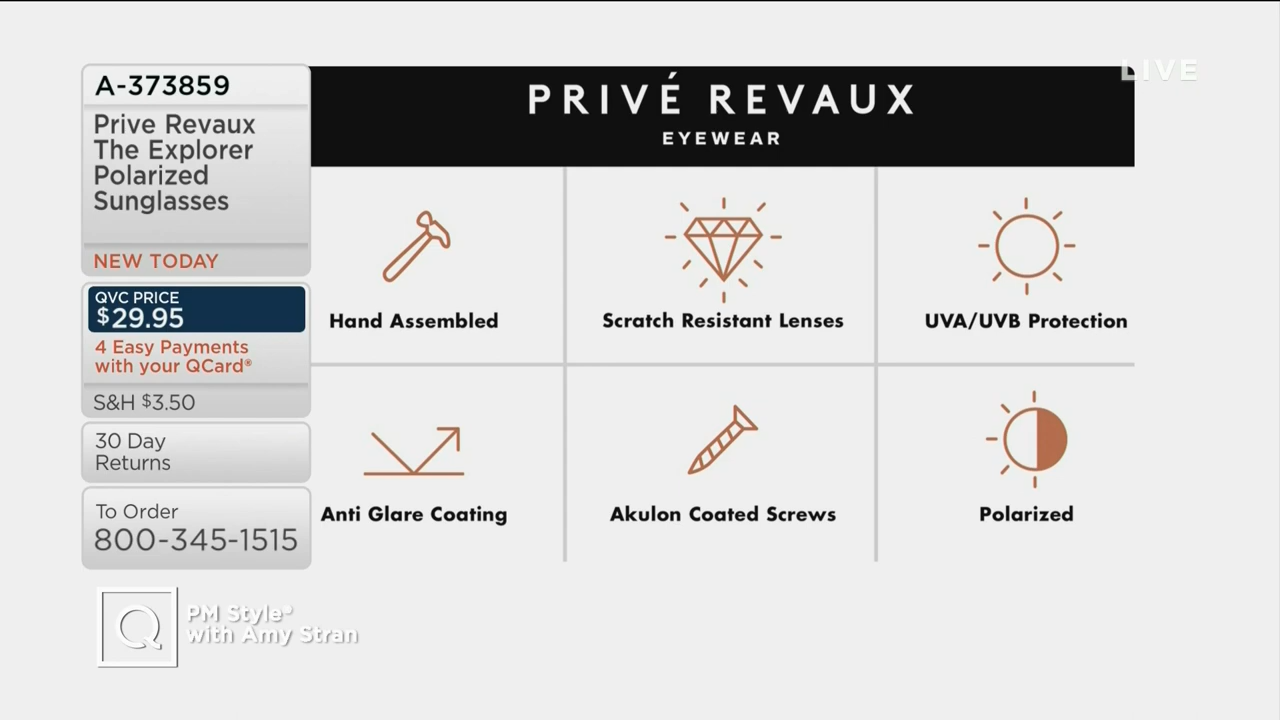 LIVE
A-373859
Prive Revaux
The Explorer
Polarized
Sunglasses
NEW TODAY
QVC PRICE
$29.95
4 Easy Payments
with your QCard®
S&H $3.50
30 Day
Returns
To Order
800-345-1515
PRIVÉ REVAUX
EYEWEAR
Hand Assembled
Scratch Resistant Lenses
UVA/UVB Protection
Anti Glare Coating
Akulon Coated Screws
Polarized
Q
PM Style®
with Amy Stran